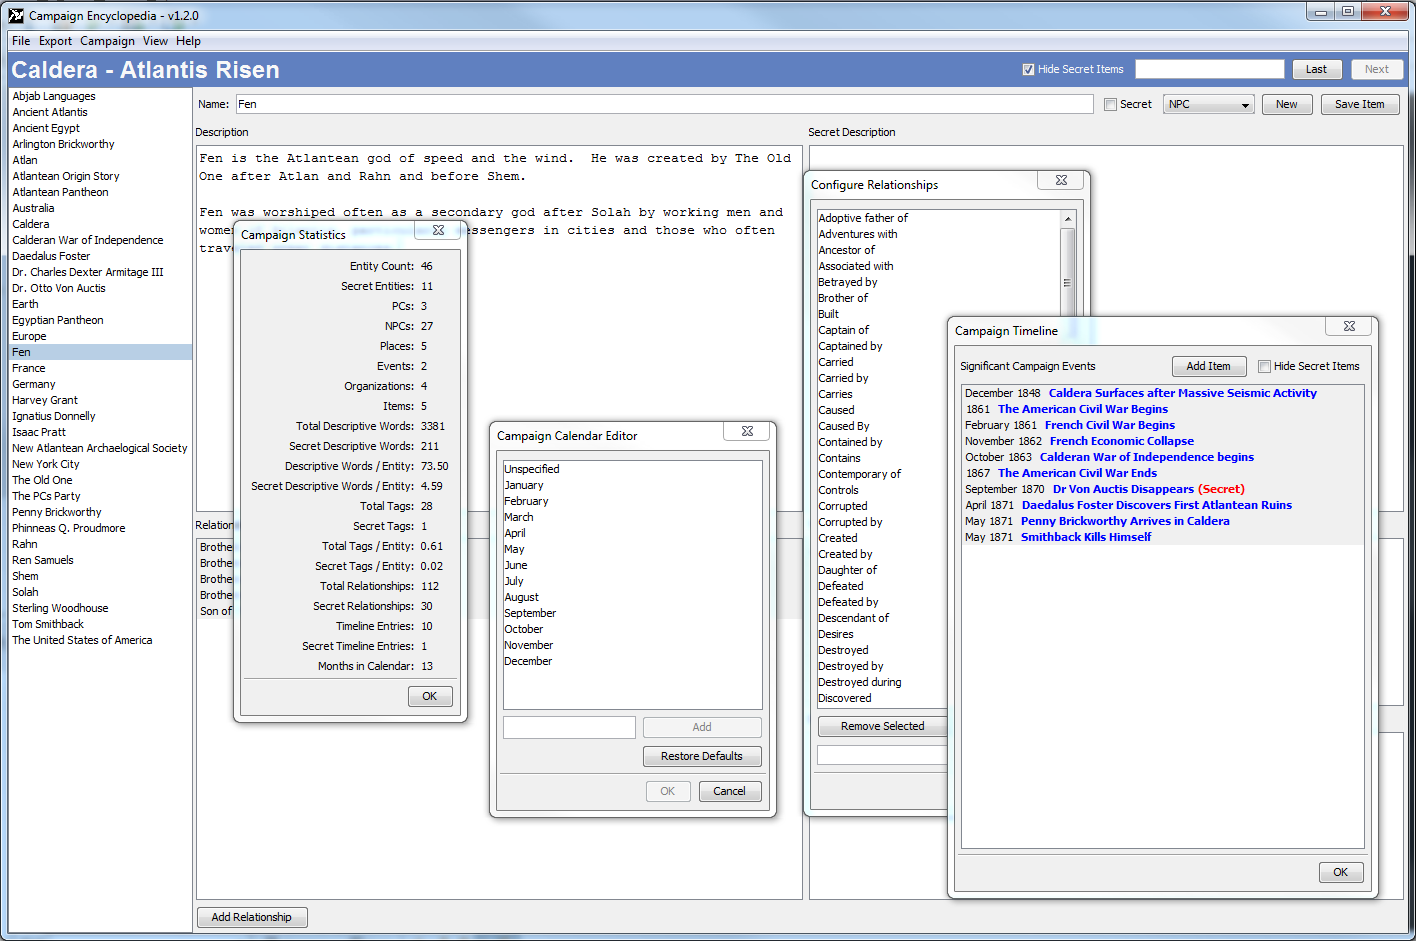 Campaign Encyclopedia - v1.2.0
File Export Campaign View Help
Caldera - Atlantis Risen
Hide Secret Items
Last
Next
Abjab Languages
Ancient Atlantis
Ancient Egypt
Arlington Brickworthy
Atlan
Atlantean Origin Story
Atlantean Pantheon
Australia
Caldera
Calderan War of Independence
Daedalus Foster
Dr. Charles Dexter Armitage III
Dr. Otto Von Auctis
Earth
Egyptian Pantheon
Europe
Fen
France
Germany
Harvey Grant
Ignatius Donnelly
Isaac Pratt
New Atlantean Archaelogical Society
New York City
The Old One
The PCs Party
Penny Brickworthy
Phinneas Q. Proudmore
Rahn
Ren Samuels
Shem
Solah
Sterling Woodhouse
Tom Smithback
The United States of America
Name: Fen
Secret
NPC
New
Save Item
Description
Secret Description
Fen is the Atlantean god of speed and the wind. He was created by The Old
One after Atlan and Rahn and before Shem.
Fen was worshiped often as a secondary god after Solah by working men and
women essengers in cities and those who often
trave
Relation
Brothe
Brothe
Brothe
Brothe
Son of
Add Relationship
Campaign Statistics
Entity Count: 46
Secret Entities: 11
PCs: 3
NPCs: 27
Places: 5
Events: 2
Organizations: 4
Items: 5
Total Descriptive Words: 3381
Secret Descriptive Words: 211
Descriptive Words / Entity: 73.50
Secret Descriptive Words / Entity: 4.59
Total Tags: 28
Secret Tags: 1
Total Tags / Entity: 0.61
Secret Tags / Entity: 0.02
Total Relationships: 112
Secret Relationships: 30
Timeline Entries: 10
Secret Timeline Entries: 1
Months in Calendar: 13
OK
Campaign Calendar Editor
Unspecified
January
February
March
April
May
June
July
August
September
October
November
December
Add
Restore Defaults
OK
Cancel
Configure Relationships
Adoptive father of
Adventures with
Ancestor of
Associated with
Betrayed by
Brother of
Built
Captain of
Captained by
Carried
Carried by
Carries
Caused
Caused By
Contained by
Contains
Contemporary of
Controls
Corrupted
Corrupted by
Created
Created by
Daughter of
Defeated
Defeated by
Descendant of
Desires
Destroyed
Destroyed by
Destroyed during
Discovered
Remove Selected
Campaign Timeline
Significant Campaign Events
Add Item
Hide Secret Items
December 1848 Caldera Surfaces after Massive Seismic Activity
1861 The American Civil War Begins
February 1861 French Civil War Begins
November 1862 French Economic Collapse
October 1863 Calderan War of Independence begins
1867 The American Civil War Ends
September 1870 Dr Von Auctis Disappears (Secret)
April 1871 Daedalus Foster Discovers First Atlantean Ruins
May 1871 Penny Brickworthy Arrives in Caldera
May 1871 Smithback Kills Himself
OK